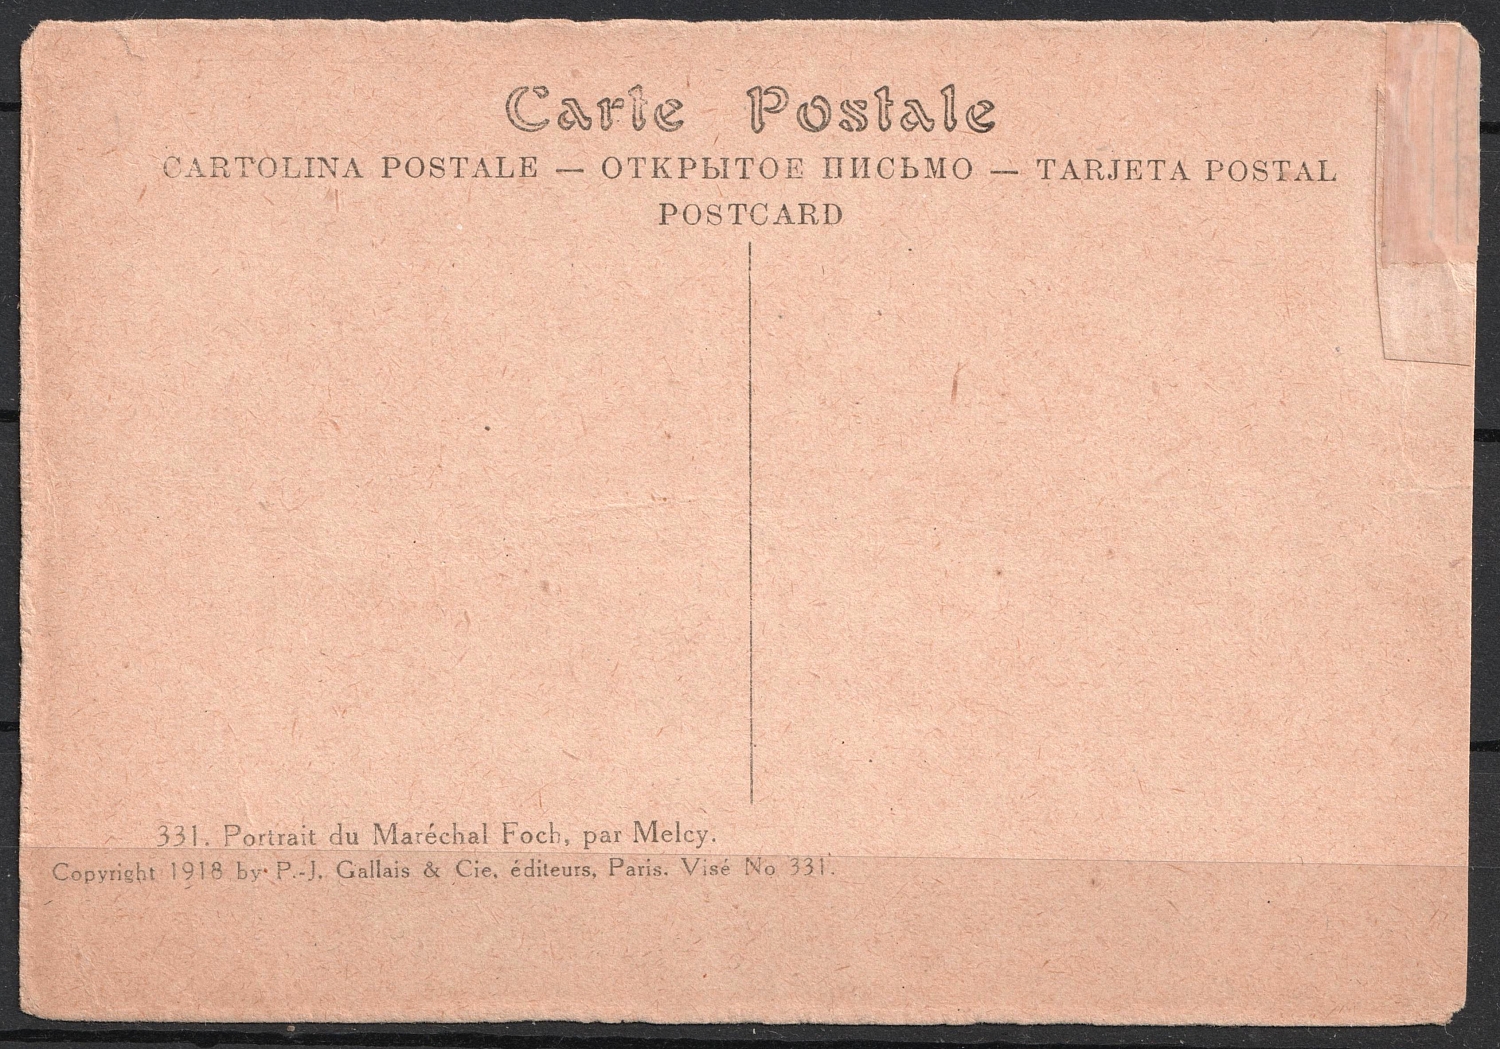 Carte Postale
CARTOLINA POSTALE — ОТКРЫТОЕ ПИСЬМО — TARJETA POSTAL
POSTCARD
331. Portrait du Maréchal Foch, par Melcy.
Copyright 1918 by P.-J. Gallais & Cie, éditeurs, Paris. Visé No 331.